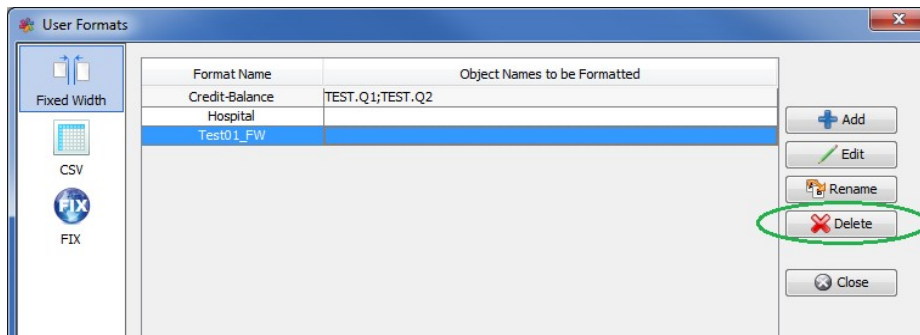 User Formats
Fixed Width
CSV
FIX
FIX
Format Name Object Names to be Formatted
Credit-Balance TEST.Q1;TEST.Q2
Hospital
Test01_FW
Add
Edit
Rename
Delete
Close